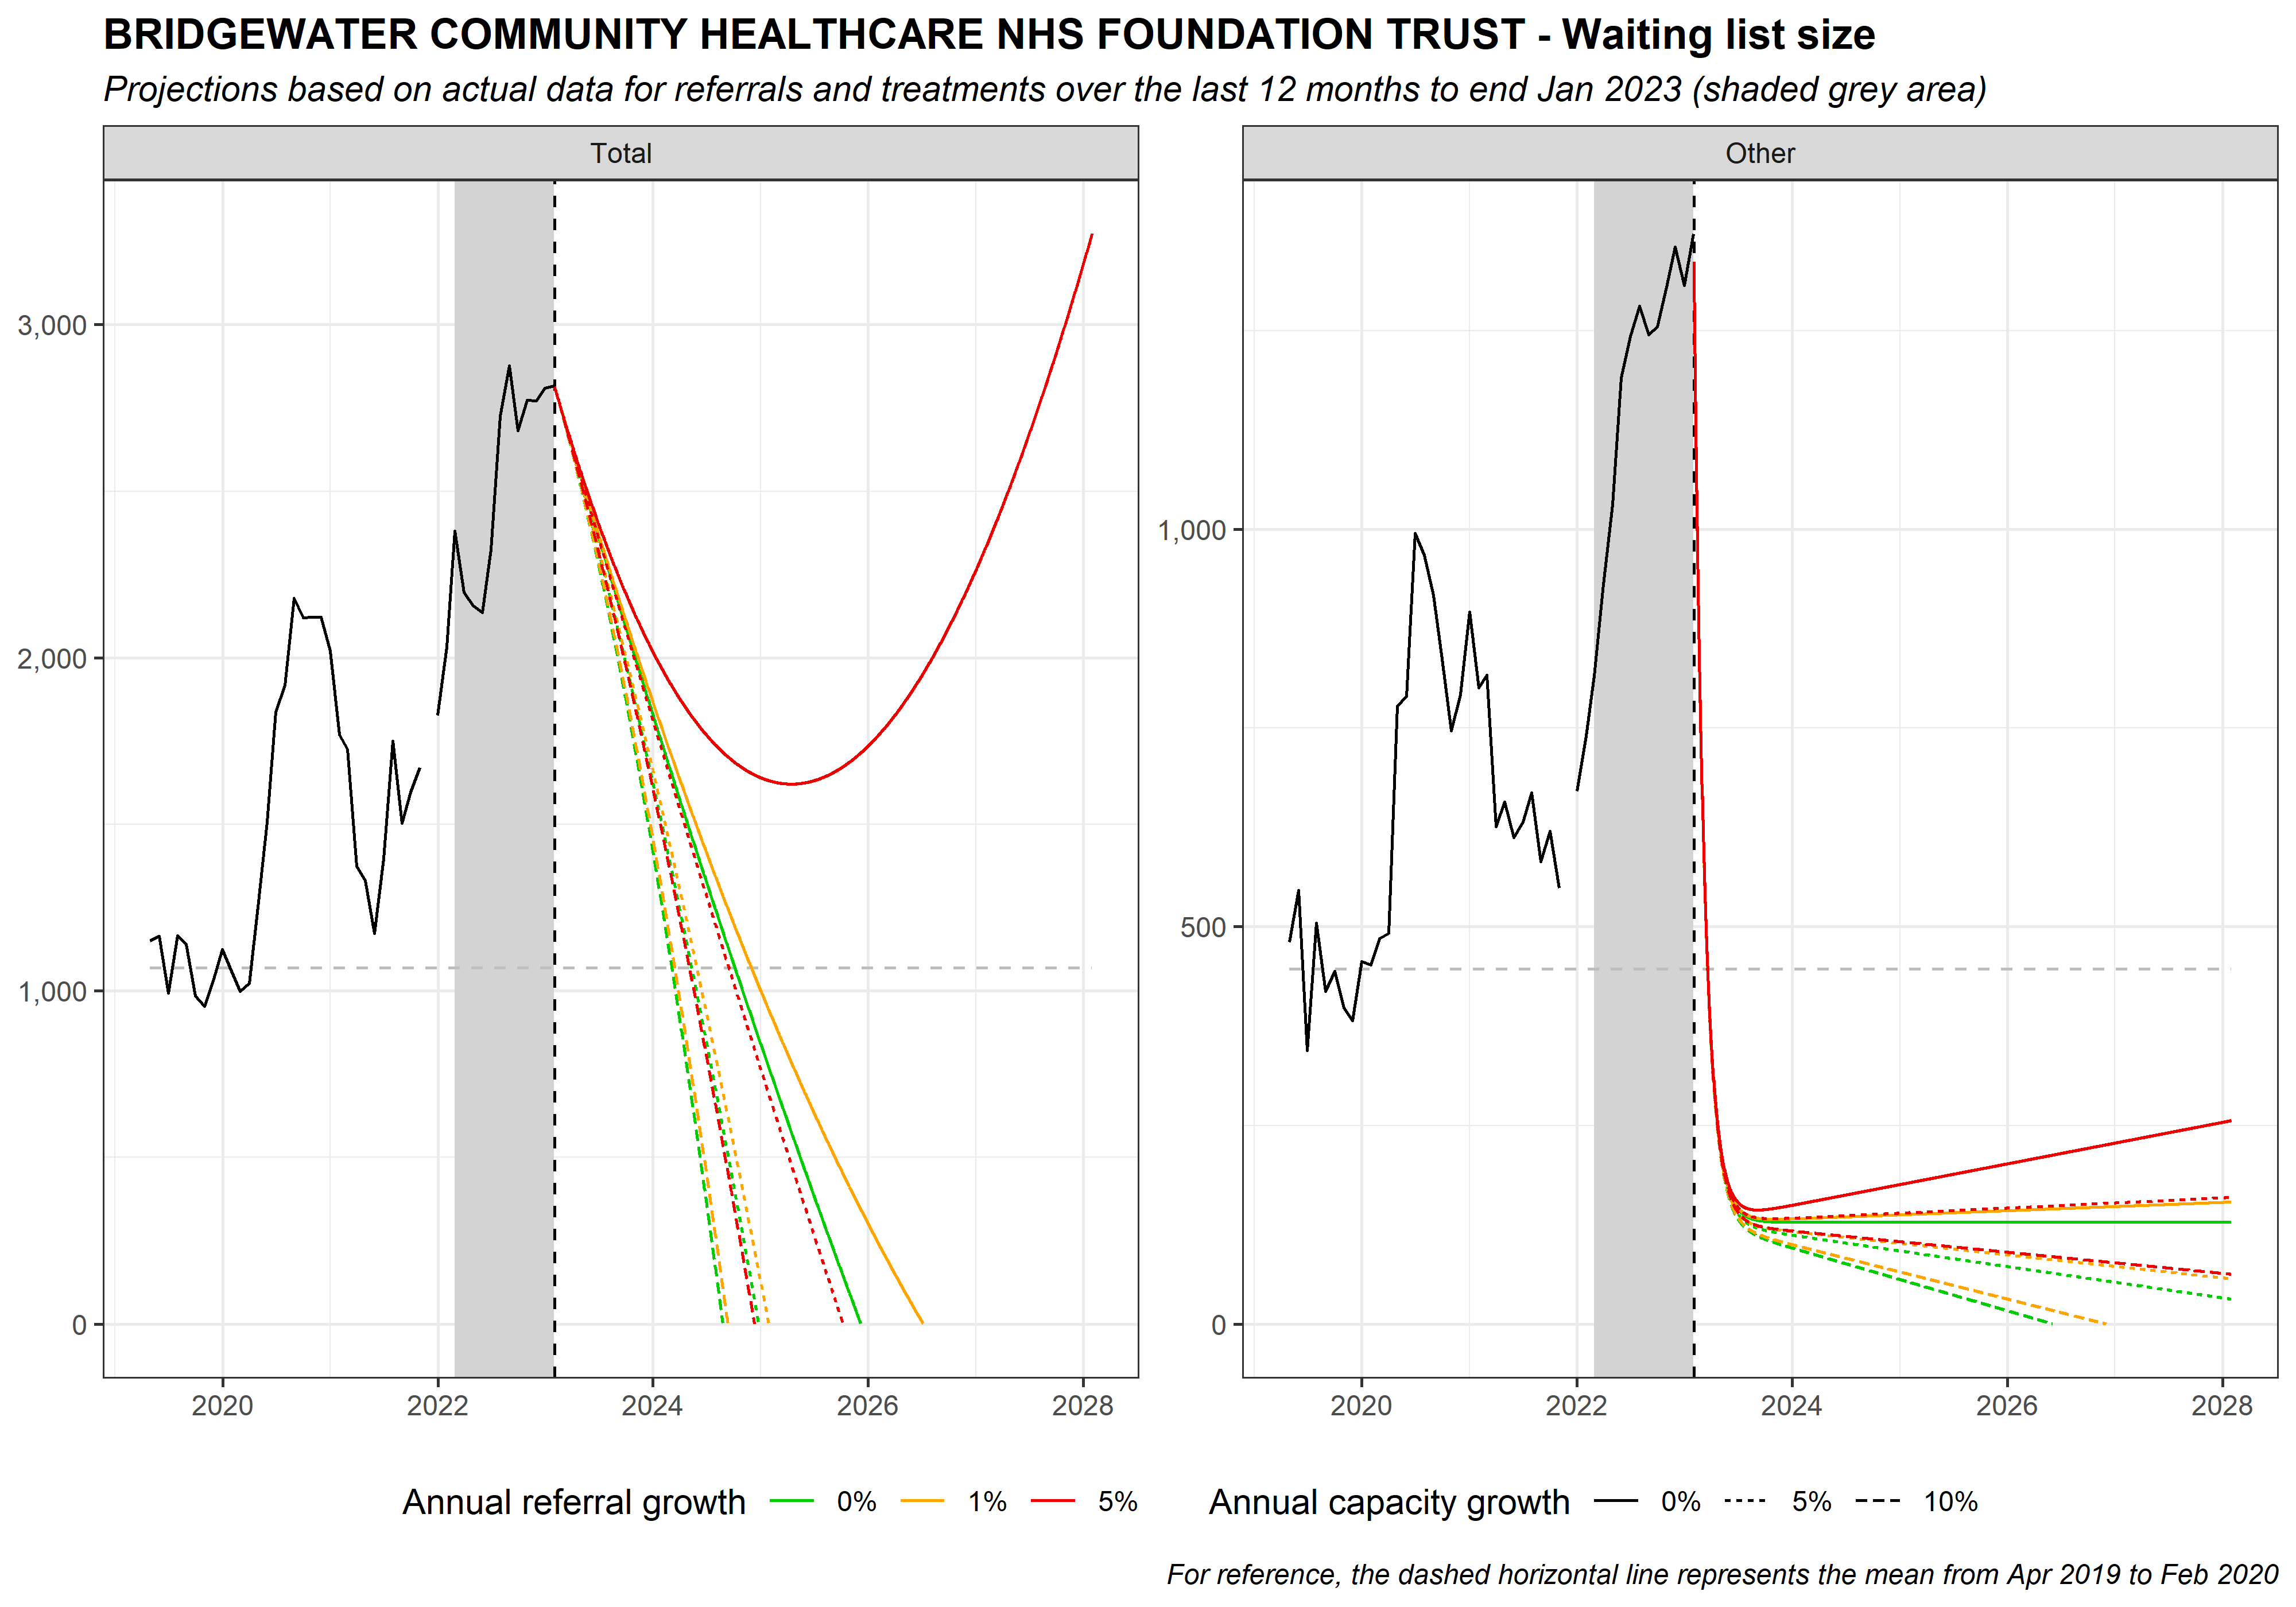 BRIDGEWATER COMMUNITY HEALTHCARE NHS FOUNDATION TRUST - Waiting list size
Projections based on actual data for referrals and treatments over the last 12 months to end Jan 2023 (shaded grey area)
Total
3,000
2,000
1,000
0
2020 2022 2024 2026 2028
Other
1,000
500
0
2020 2022 2024 2026 2028
Annual referral growth 0% 1% 5%
Annual capacity growth 0% 5% 10%
For reference, the dashed horizontal line represents the mean from Apr 2019 to Feb 2020